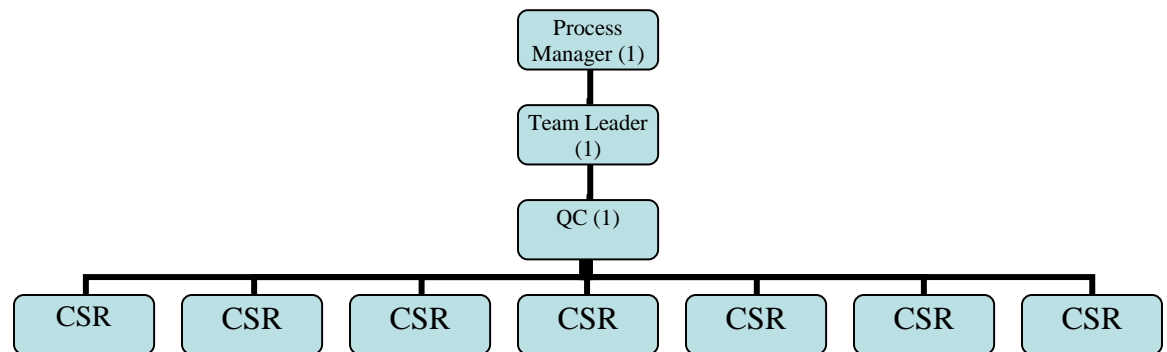 Process
Manager (1)
Team Leader
(1)
QC (1)
CSR
CSR
CSR
CSR
CSR
CSR
CSR